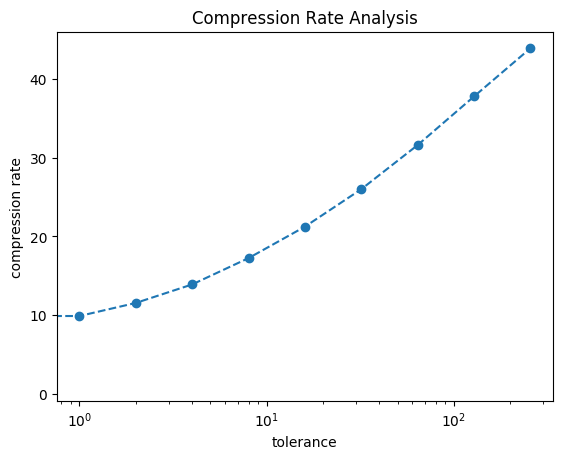 Compression Rate Analysis
compression rate
40
30
20
10
0
10⁰ 10¹ 10²
tolerance